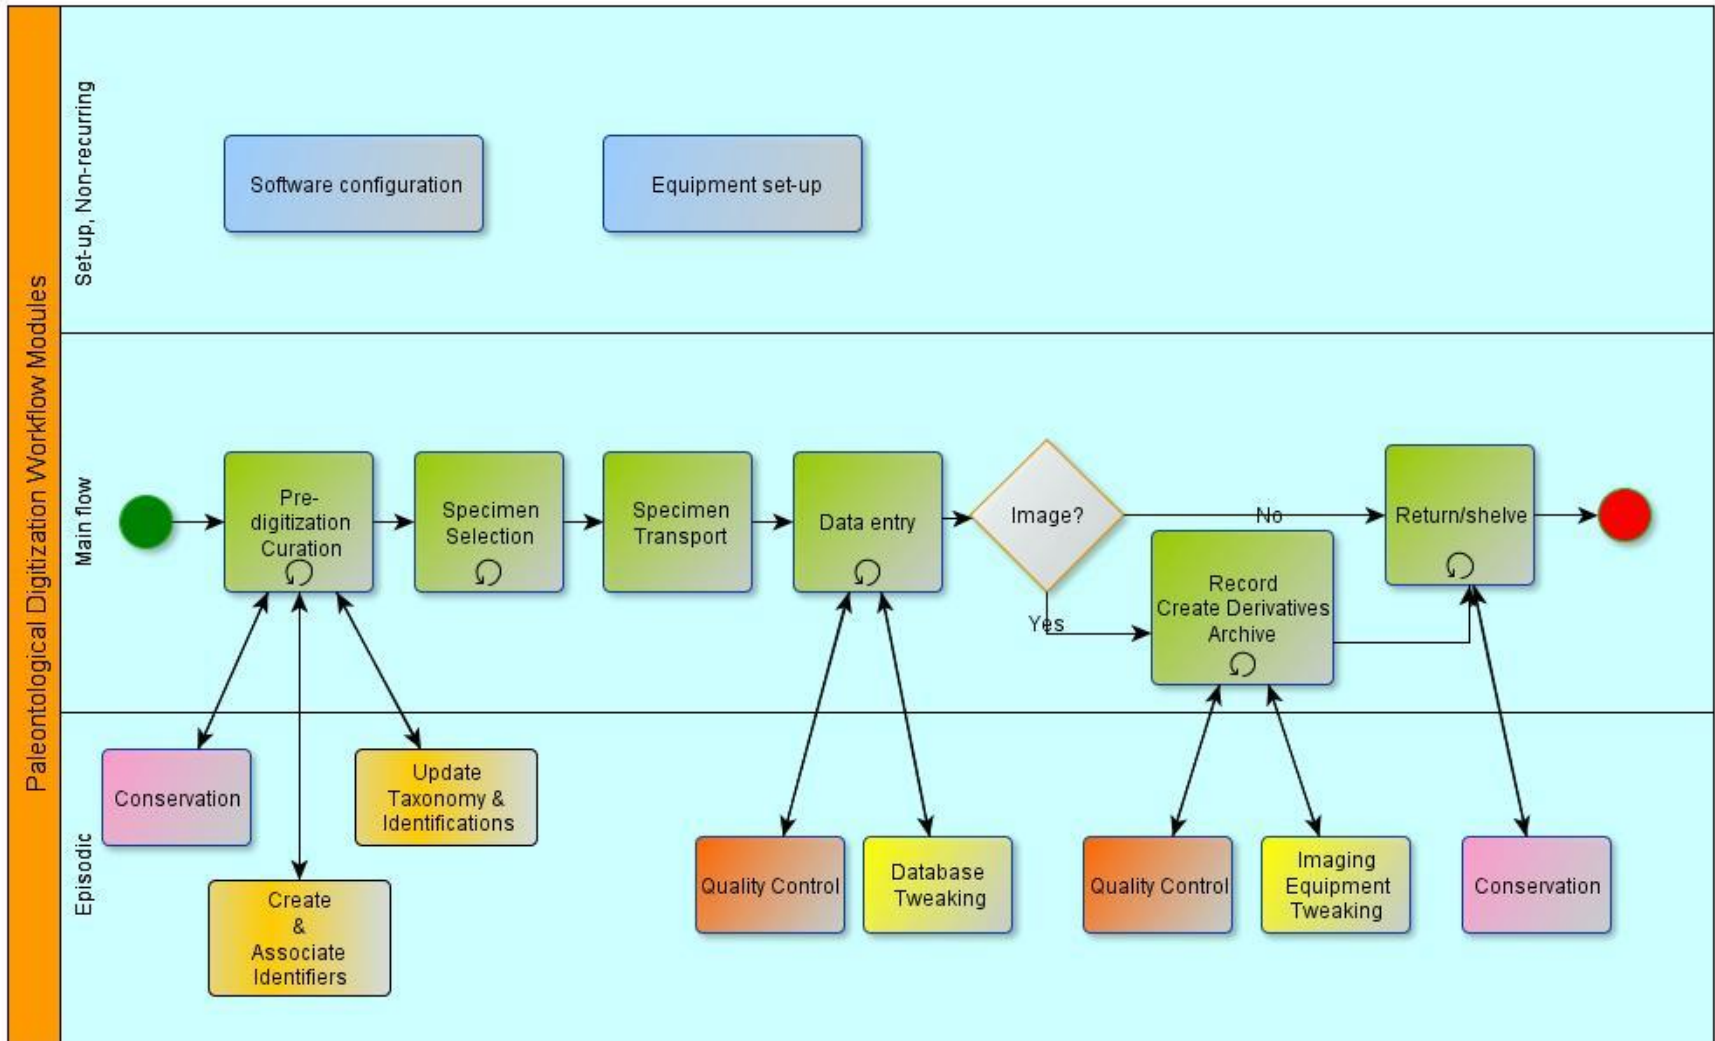 Paleontological Digitization Workflow Modules
Set-up, Non-recurring
Software configuration
Equipment set-up
Main flow
Pre-
digitization
Curation
Specimen
Selection
Specimen
Transport
Data entry
Image?
No
Yes
Record
Create Derivatives
Archive
Return/shelve
Episodic
Conservation
Create
&
Associate
Identifiers
Update
Taxonomy &
Identifications
Quality Control
Database
Tweaking
Quality Control
Imaging
Equipment
Tweaking
Conservation